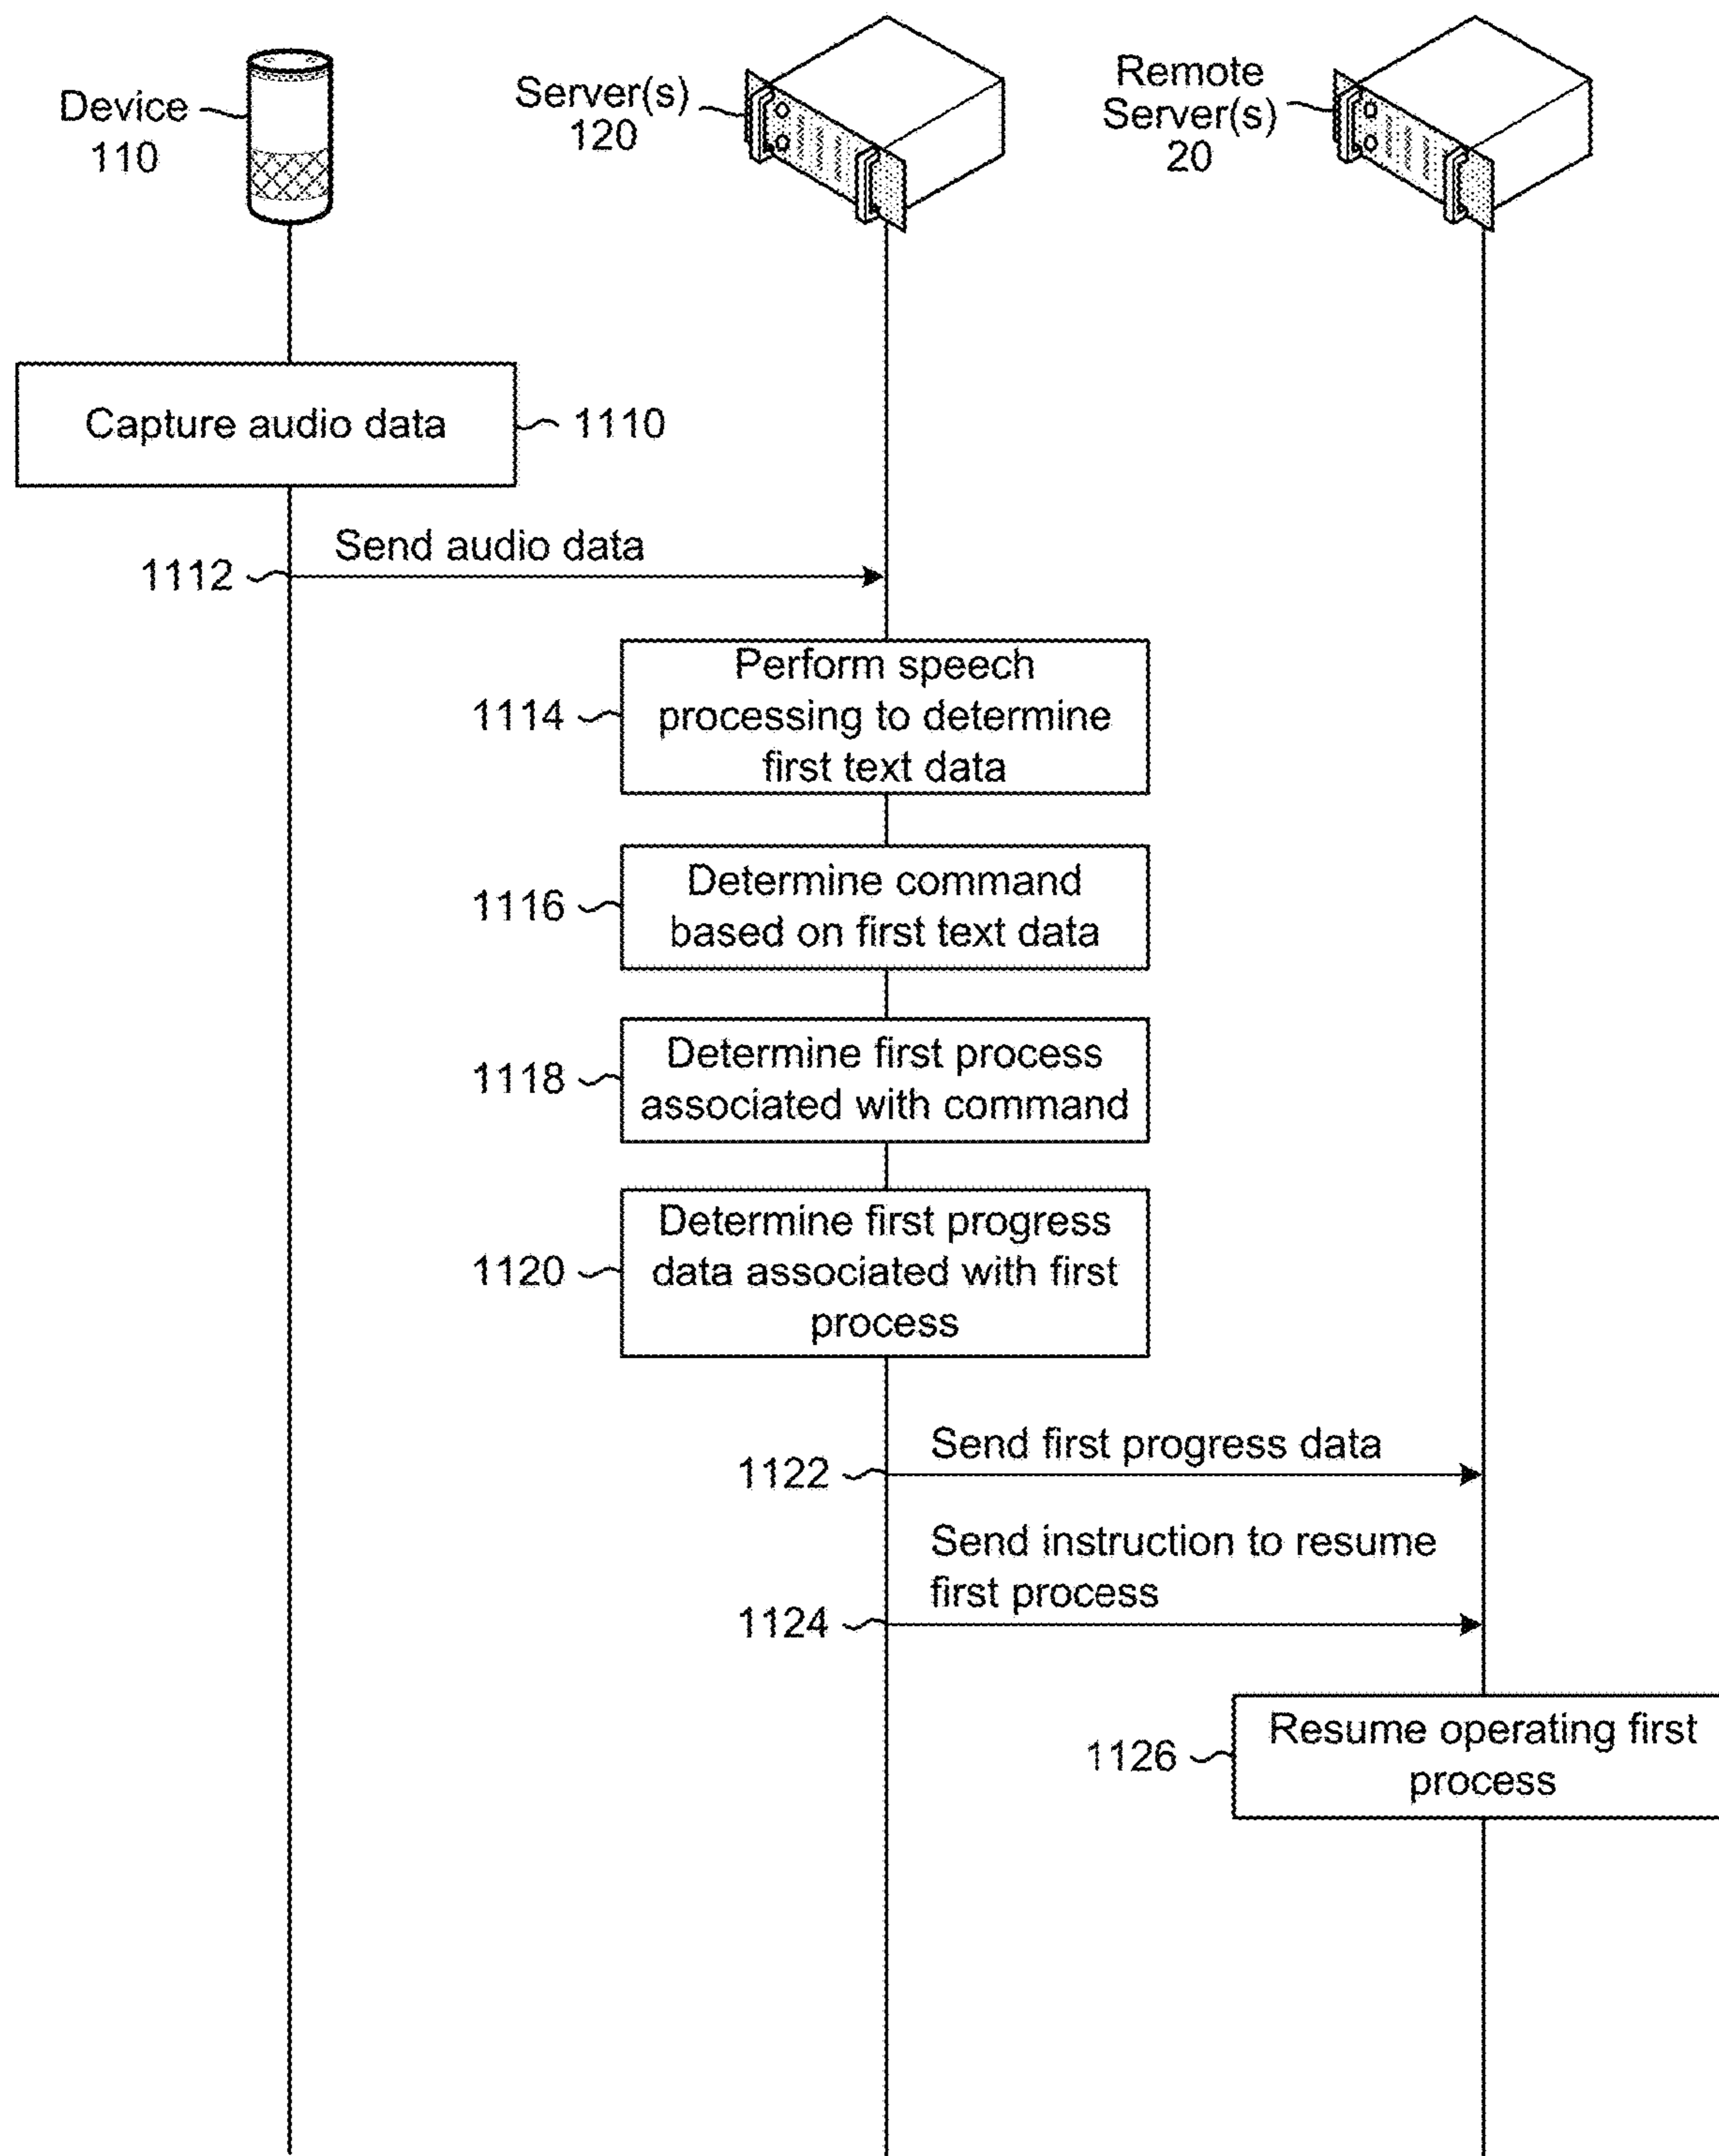 Device
110
Server(s)
120
Remote
Server(s)
20
Capture audio data
1110
Send audio data
1112
Perform speech
processing to determine
first text data
1114
Determine command
based on first text data
1116
Determine first process
associated with command
1118
Determine first progress
data associated with first
process
1120
Send first progress data
1122
Send instruction to resume
first process
1124
Resume operating first
process
1126